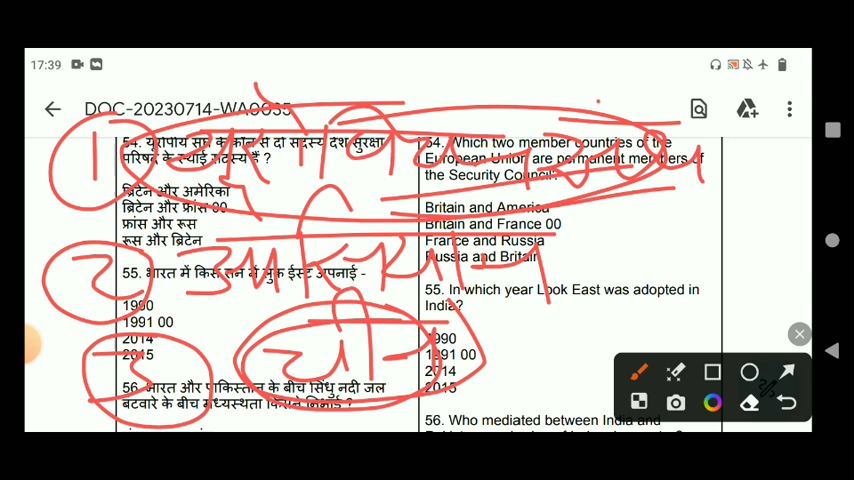 17:39
DOC-20230714-WA0035
54. यूरोपीय संघ के कौन से दो सदस्य देश सुरक्षा
परिषद के स्थाई सदस्य हैं ?
ब्रिटेन और अमेरिका
ब्रिटेन और फ्रांस 00
फ्रांस और रूस
रूस और ब्रिटेन
55. भारत में किस सन में लुक ईस्ट अपनाई -
1990
1991 00
2014
2015
56. भारत और पाकिस्तान के बीच सिंधु नदी जल
बटवारे के बीच मध्यस्थता किसने निभाई ?
54. Which two member countries of the
European Union are permanent members of
the Security Council?
Britain and America
Britain and France 00
France and Russia
Russia and Britain
55. In which year Look East was adopted in
India?
1990
1991 00
2014
2015
56. Who mediated between India and
1
2
3 चीन